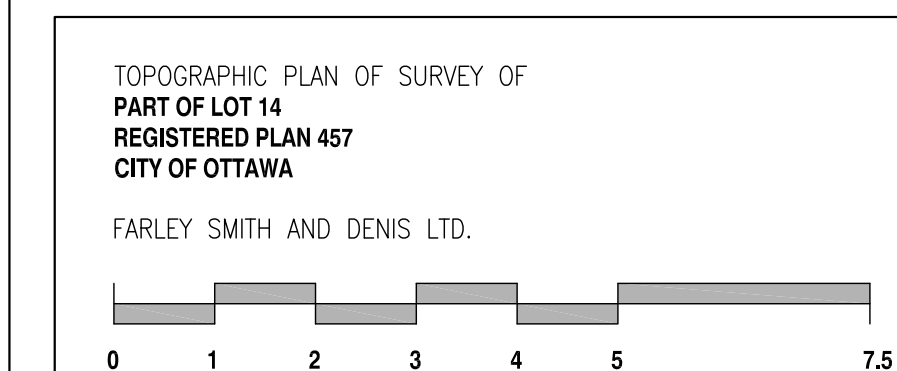 TOPOGRAPHIC PLAN OF SURVEY OF
PART OF LOT 14
REGISTERED PLAN 457
CITY OF OTTAWA
FARLEY SMITH AND DENIS LTD.
0 1 2 3 4 5 7.5